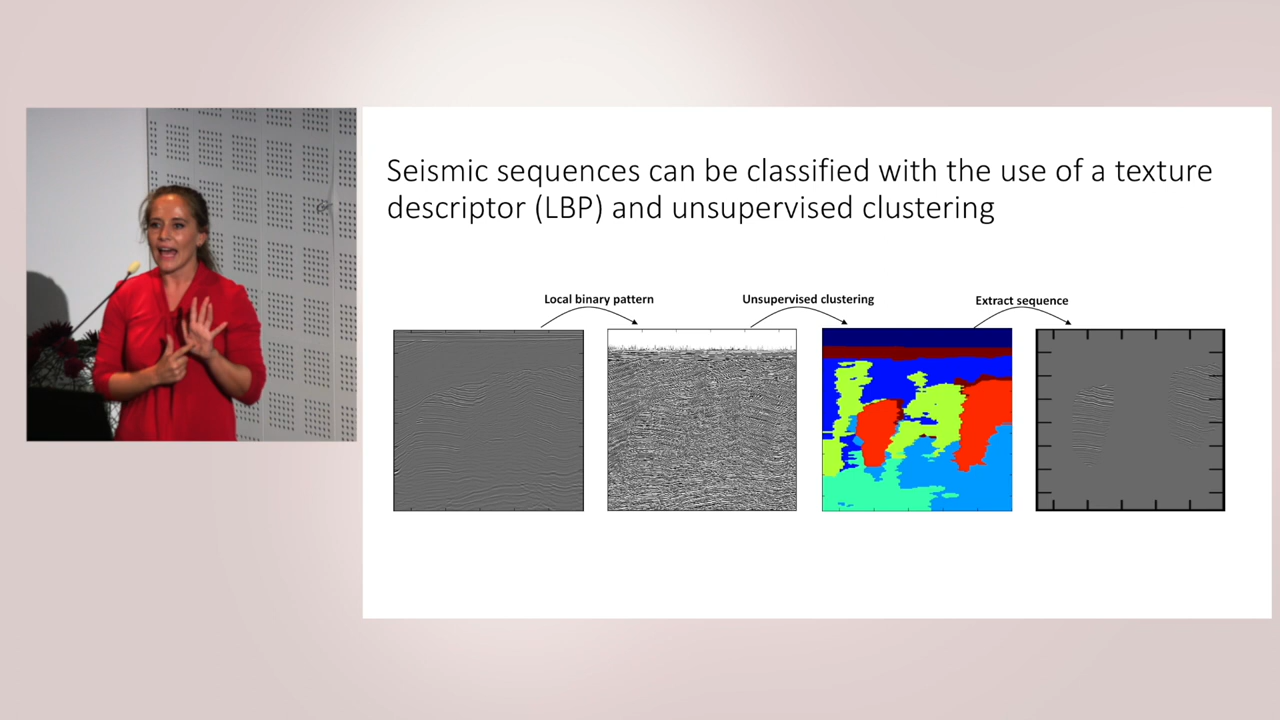 Seismic sequences can be classified with the use of a texture
descriptor (LBP) and unsupervised clustering
Local binary pattern
Unsupervised clustering
Extract sequence